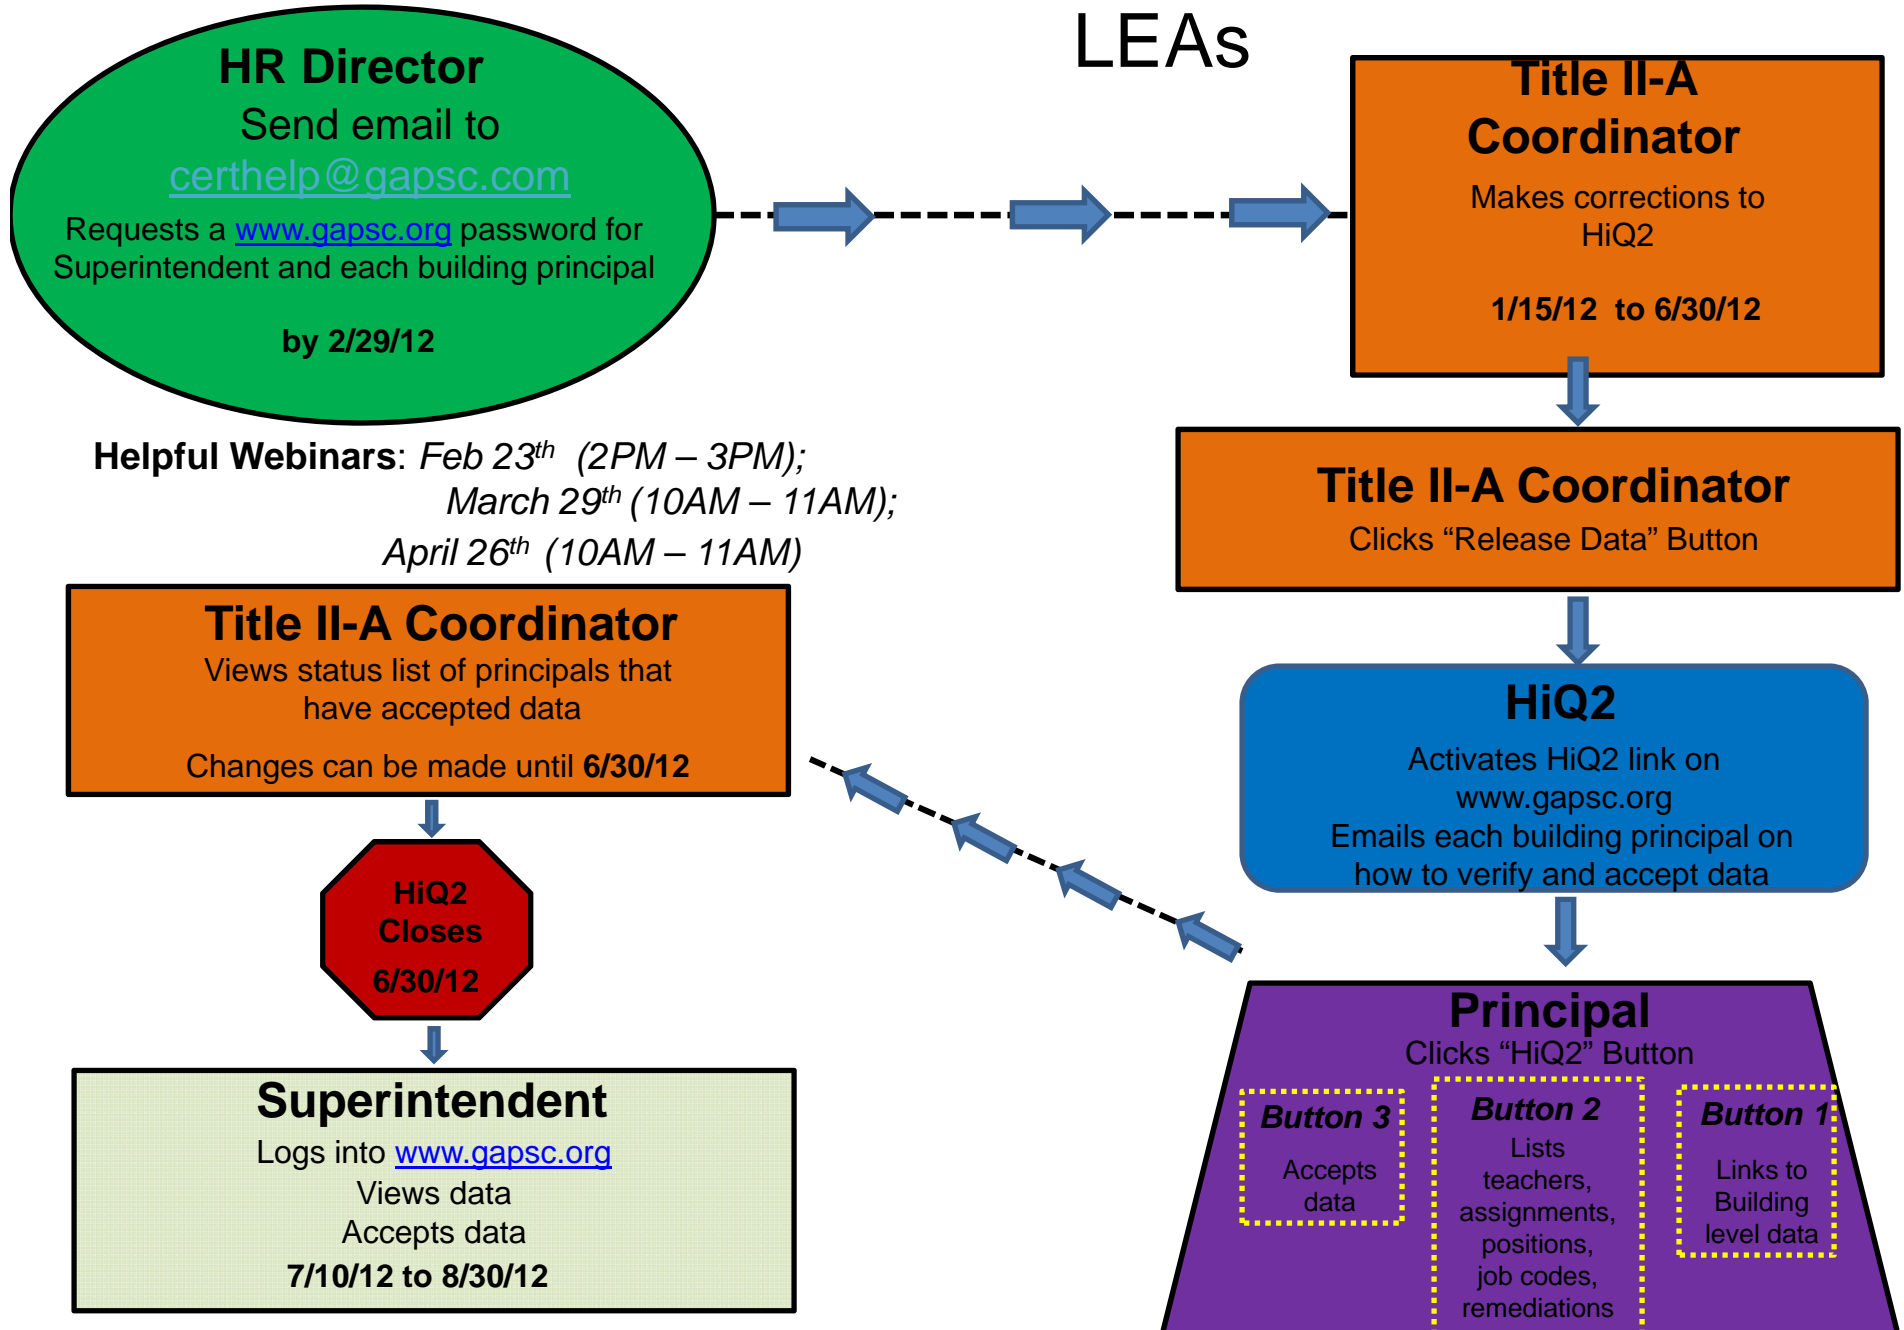 LEAs
HR Director
Send email to
certhelp@gapsc.com
Requests a www.gapsc.org password for
Superintendent and each building principal
by 2/29/12
Title II-A
Coordinator
Makes corrections to
HiQ2
1/15/12 to 6/30/12
Helpful Webinars: Feb 23th (2PM – 3PM);
March 29th (10AM – 11AM);
April 26th (10AM – 11AM)
Title II-A Coordinator
Clicks “Release Data” Button
HiQ2
Activates HiQ2 link on
www.gapsc.org
Emails each building principal on
how to verify and accept data
Principal
Clicks “HiQ2” Button
Button 3
Accepts
data
Button 2
Lists
teachers,
assignments,
positions,
job codes,
remediations
Button 1
Links to
Building
level data
Title II-A Coordinator
Views status list of principals that
have accepted data
Changes can be made until 6/30/12
HiQ2
Closes
6/30/12
Superintendent
Logs into www.gapsc.org
Views data
Accepts data
7/10/12 to 8/30/12